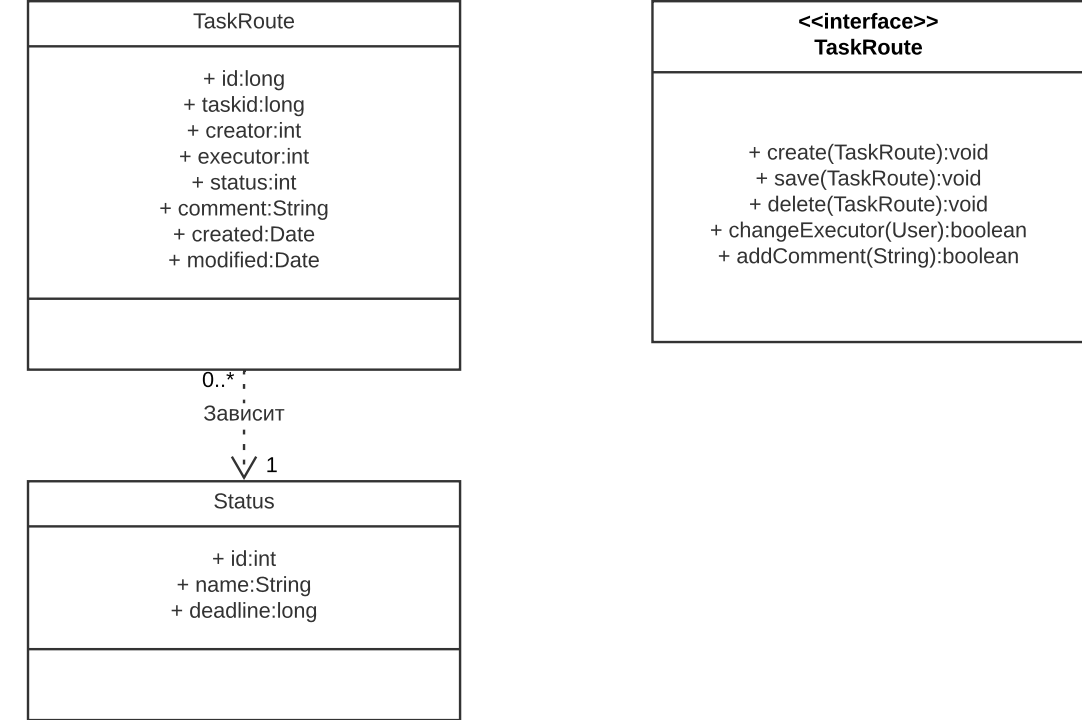 TaskRoute
+ id:long
+ taskid:long
+ creator:int
+ executor:int
+ status:int
+ comment:String
+ created:Date
+ modified:Date
0..*
Зависит
1
Status
+ id:int
+ name:String
+ deadline:long
<<interface>>
TaskRoute
+ create(TaskRoute):void
+ save(TaskRoute):void
+ delete(TaskRoute):void
+ changeExecutor(User):boolean
+ addComment(String):boolean